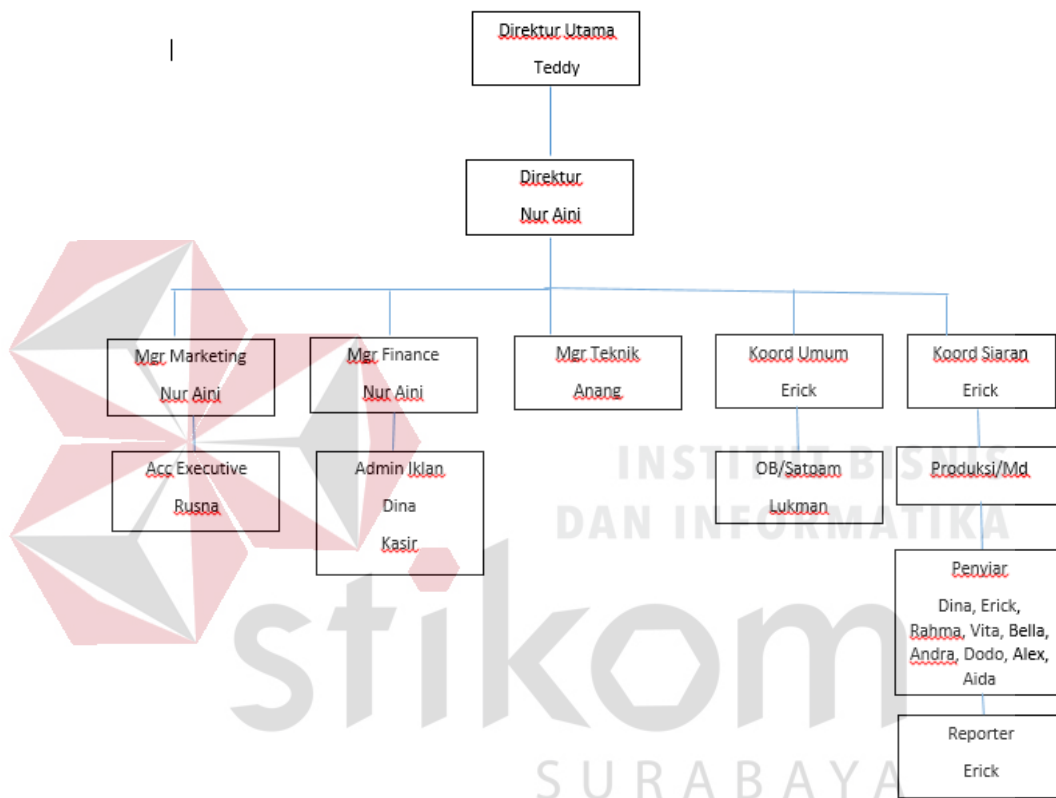 Direktur Utama
Teddy
Direktur
Nur Aini
Mgr Marketing
Nur Aini
Mgr Finance
Nur Aini
Mgr Teknik
Anang
Koord Umum
Erick
Koord Siaran
Erick
Acc Executive
Rusna
Admin Iklan
Dina
Kasir
OB/Satpam
Lukman
Produksi/Md
Penyiar
Dina, Erick,
Rahma, Vita, Bella,
Andra, Dodo, Alex,
Aida
Reporter
Erick
INSTITUT BISNIS
DAN INFORMATIKA
stikom
SURABAYA